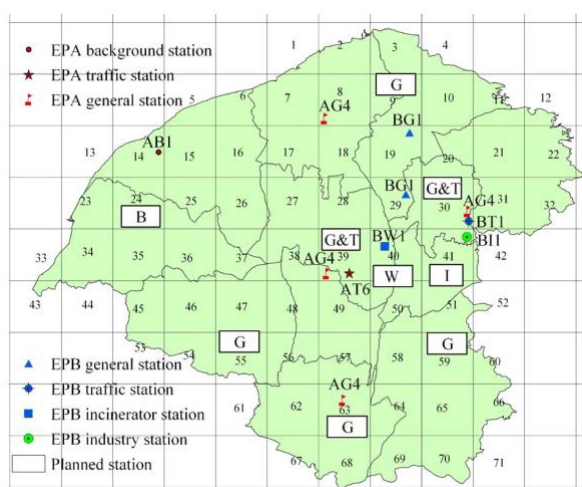 1 2 3 4
EPA background station
EPA traffic station
EPA general station
5 6 7 8 9 10 11 12
G
AG4
BG1
AB1
13 14 15 16 17 18 19 20 21 22
G&T
BG1
23 24 25 26 27 28 29 30 31 32
AG4
B
BT1
G&T
BW1
BI1
33 34 35 36 37 38 39 40 41 42
AG4
W
I
AT6
43 44 45 46 47 48 49 50 51 52
G
G
53 54 55 56 57 58 59 60
EPB general station
EPB traffic station
EPB incinerator station
EPB industry station
Planned station
AG4
61 62 63 64 65 66
G
67 68 69 70 71